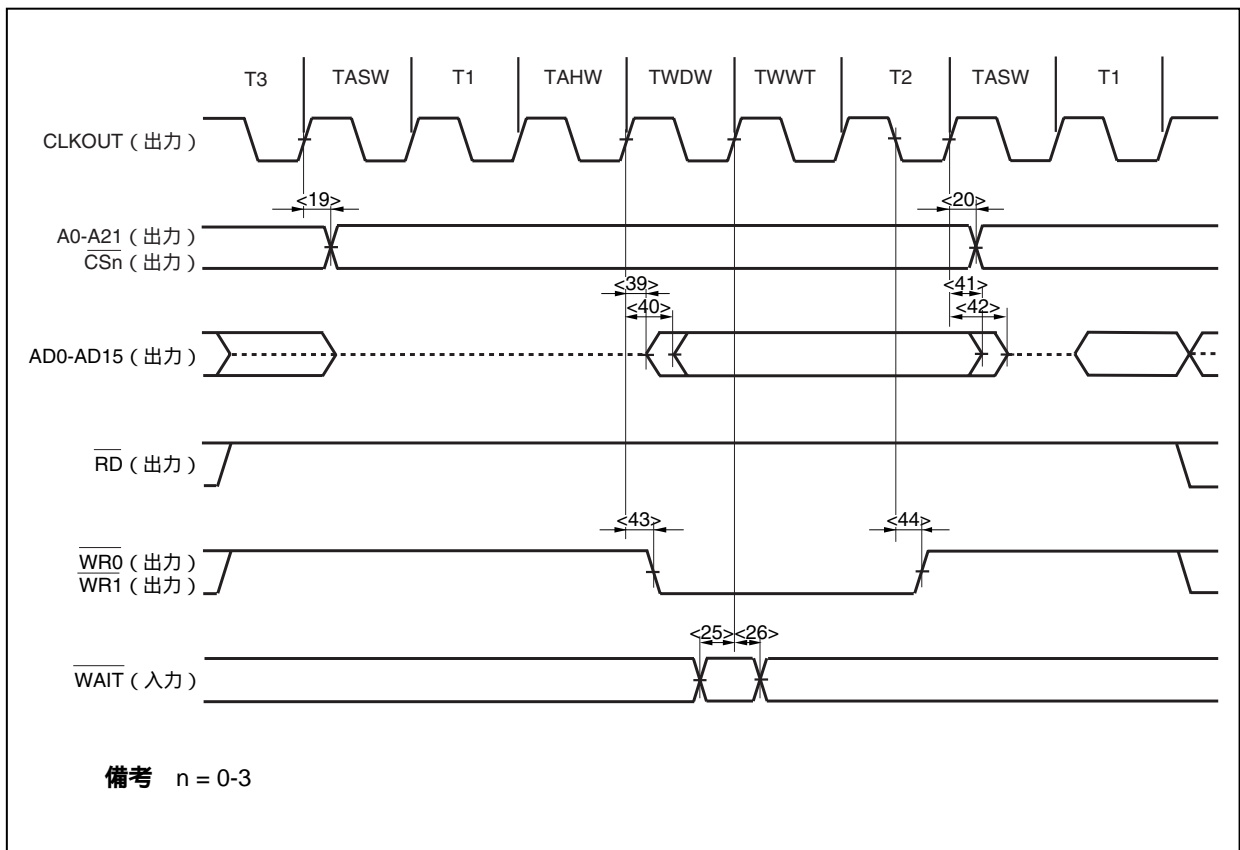 T3 TASW T1 TAHW TWDW TWWT T2 TASW T1
CLKOUT（出力）
<19> <20>
A0-A21（出力）
CSn（出力）
<39> <41>
<40> <42>
AD0-AD15（出力）
RD（出力）
<43> <44>
WR0（出力）
WR1（出力）
<25> <26>
WAIT（入力）
備考 n = 0-3